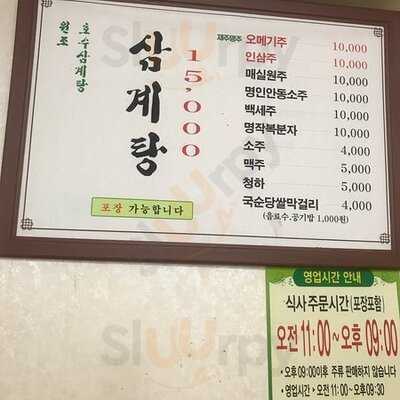 원조 호수삼계탕
삼계탕
15,000
포장 가능합니다
제주명주 오메기주 10,000
인삼주 10,000
매실원주 10,000
명인안동소주 10,000
백세주 10,000
명작복분자 10,000
소주 4,000
맥주 5,000
청하 5,000
국순당쌀막걸리 4,000
(음료수.공기밥 1,000원)
영업시간 안내
식사 주문시간(포장포함)
오전 11:00~오후 09:00
• 오후 09:00이후 주류 판매하지 않습니다
• 영업시간 ▸ 오전 11:00 ~ 오후 09:30
Sluurpy
Sluurpy